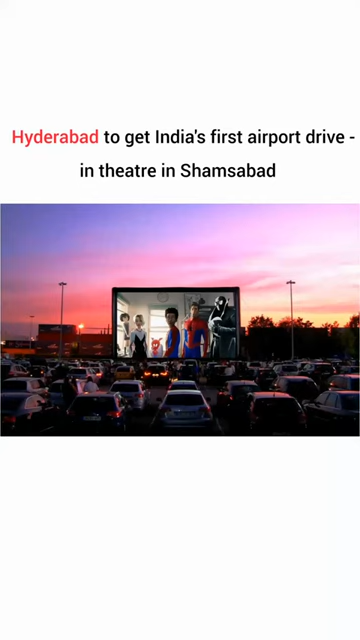 Hyderabad to get India's first airport drive -
in theatre in Shamsabad